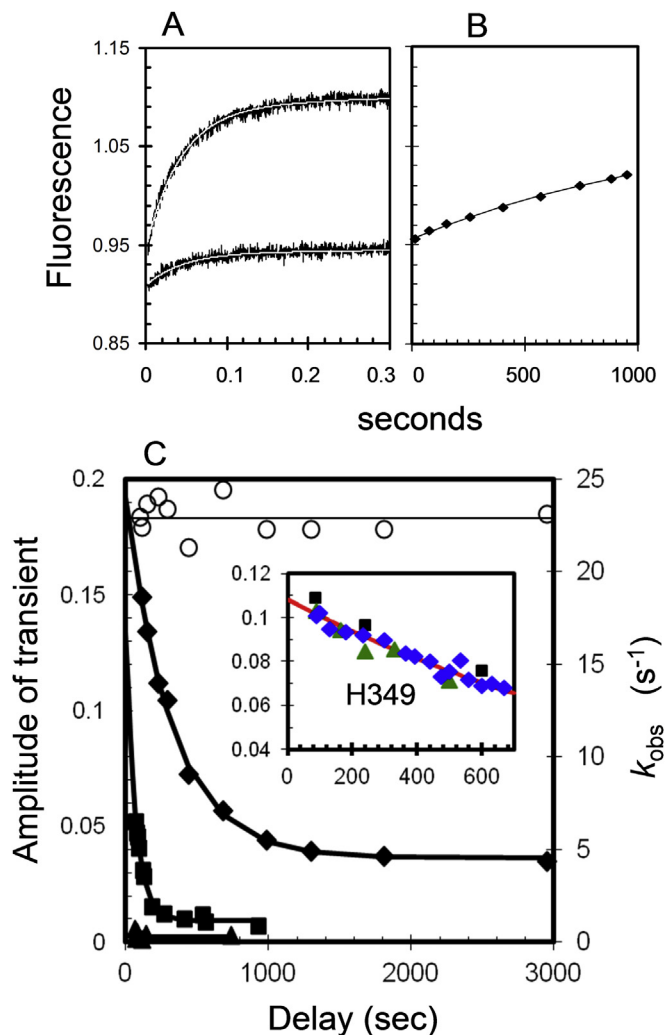 A
B
Fluorescence
1.15
1.05
0.95
0.85
0 0.1 0.2 0.3
0 500 1000
seconds
C
Amplitude of transient
0.2
0.15
0.1
0.05
0
25
20
15
10
5
0
k_obs (s⁻¹)
0.12
0.1
0.08
0.06
0.04
H349
0 200 400 600
0 1000 2000 3000
Delay (sec)